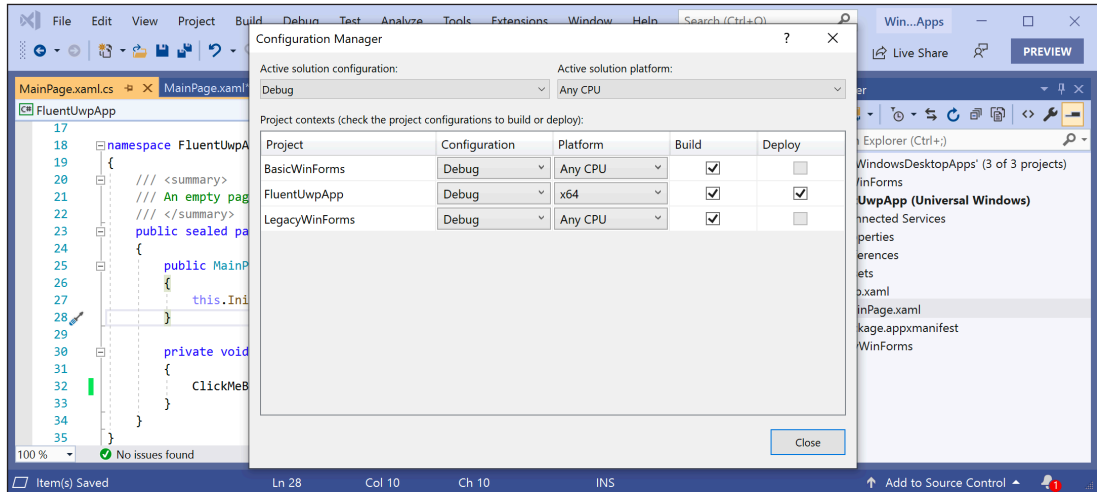 File Edit View Project Build Debug Test Analyze Tools Extensions Window Help Search (Ctrl+Q) Win...Apps
Live Share PREVIEW
MainPage.xaml.cs MainPage.xaml*
C# FluentUwpApp
Configuration Manager ?
Active solution configuration: Active solution platform:
Debug Any CPU
Project contexts (check the project configurations to build or deploy):
Project Configuration Platform Build Deploy
BasicWinForms Debug Any CPU
FluentUwpApp Debug x64
LegacyWinForms Debug Any CPU
Close
17
18 namespace FluentUwpA
19 {
20 /// <summary>
21 /// An empty pag
22 /// </summary>
23 public sealed pa
24 {
25 public MainP
26 {
27 this.Ini
28 }
29
30 private void
31 {
32 ClickMeB
33 }
34 }
35 }
er
Explorer (Ctrl+;)
WindowsDesktopApps' (3 of 3 projects)
inForms
UwpApp (Universal Windows)
nnected Services
perties
erences
ets
p.xaml
inPage.xaml
kage.appxmanifest
yWinForms
100 % No issues found
Item(s) Saved Ln 28 Col 10 Ch 10 INS Add to Source Control 1